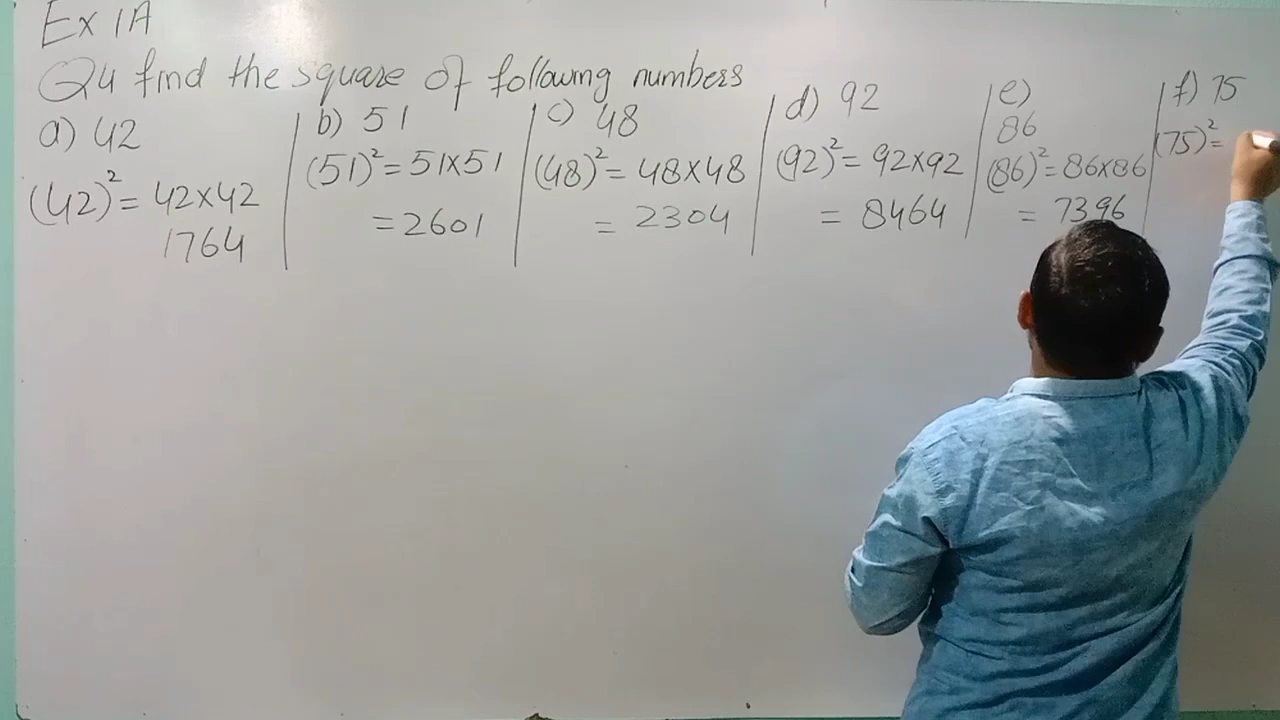 Ex 1A
Q4 find the square of following numbers
a) 42
(42)²= 42x42
1764
b) 51
(51)²=51x51
=2601
c) 48
(48)²= 48x48
= 2304
d) 92
(92)²= 92x92
= 8464
e)
86
(86)²=86x86
= 7396
f) 75
(75)²=